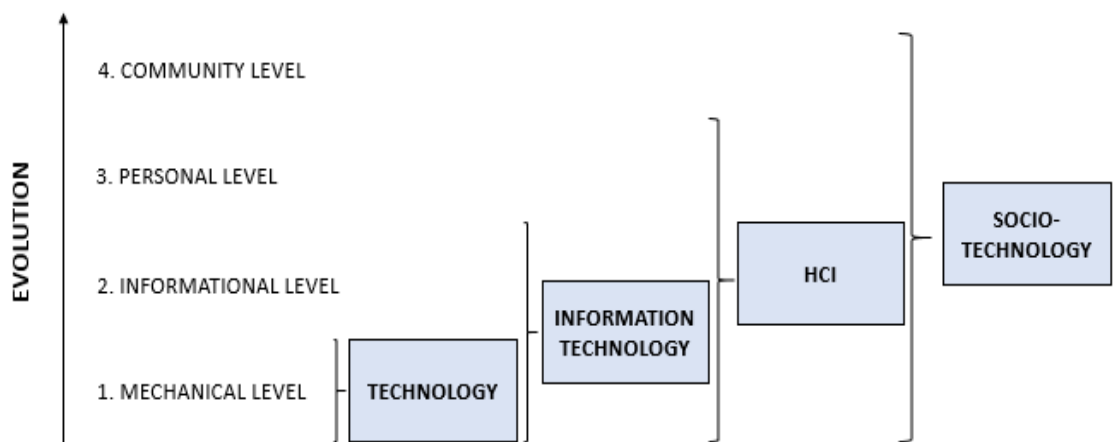 EVOLUTION
4. COMMUNITY LEVEL
3. PERSONAL LEVEL
2. INFORMATIONAL LEVEL
1. MECHANICAL LEVEL
TECHNOLOGY
INFORMATION
TECHNOLOGY
HCI
SOCIO-
TECHNOLOGY